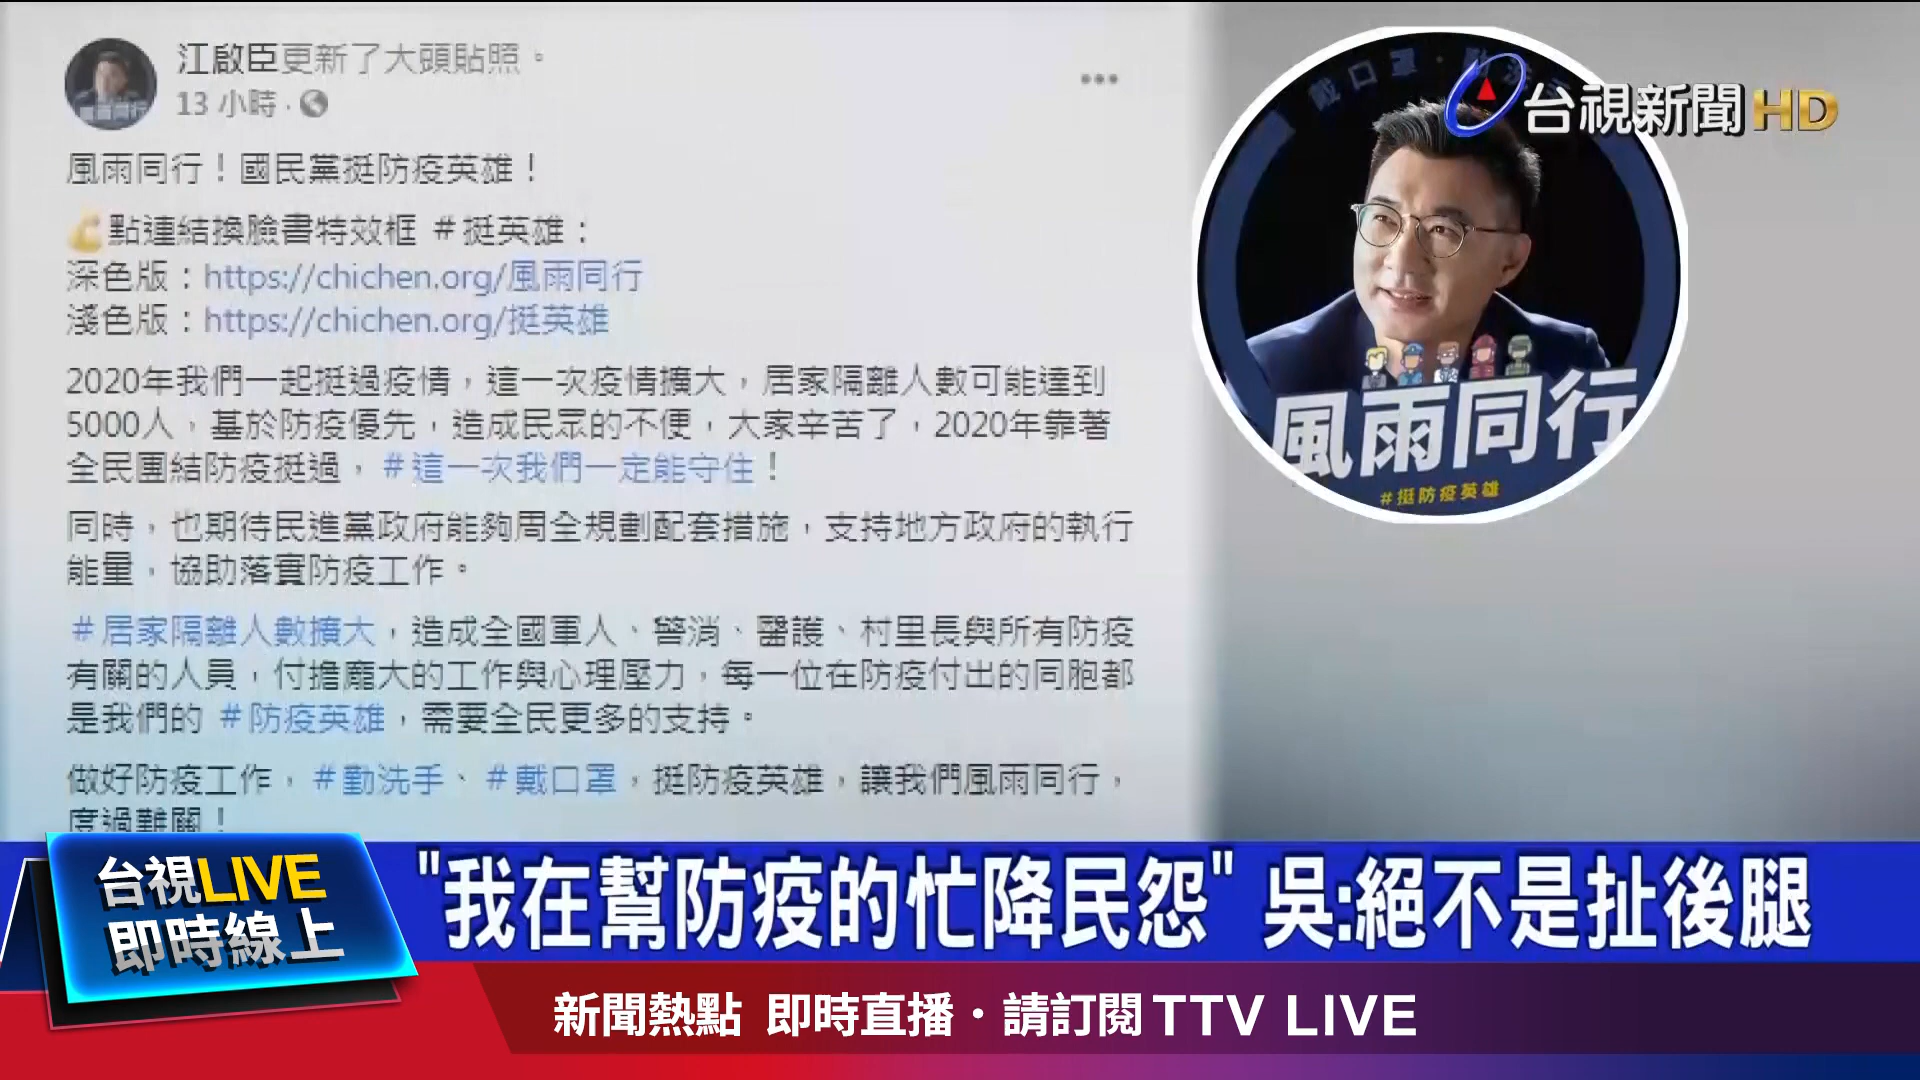 江啟臣更新了大頭貼照。
13 小時 ·
風雨同行！國民黨挺防疫英雄！
點連結換臉書特效框 #挺英雄：
深色版：https://chichen.org/風雨同行
淺色版：https://chichen.org/挺英雄
2020年我們一起挺過疫情，這一次疫情擴大，居家隔離人數可能達到
5000人，基於防疫優先，造成民眾的不便，大家辛苦了，2020年靠著
全民團結防疫挺過，#這一次我們一定能守住！
同時，也期待民進黨政府能夠周全規劃配套措施，支持地方政府的執行
能量，協助落實防疫工作。
#居家隔離人數擴大，造成全國軍人、警消、醫護、村里長與所有防疫
有關的人員，付擔龐大的工作與心理壓力，每一位在防疫付出的同胞都
是我們的 #防疫英雄，需要全民更多的支持。
做好防疫工作，#勤洗手、#戴口罩，挺防疫英雄，讓我們風雨同行，
度過難關！
戴口罩·勤洗
台視新聞HD
風雨同行
#挺防疫英雄
台視LIVE
即時線上
"我在幫防疫的忙降民怨" 吳:絕不是扯後腿
新聞熱點 即時直播·請訂閱TTV LIVE